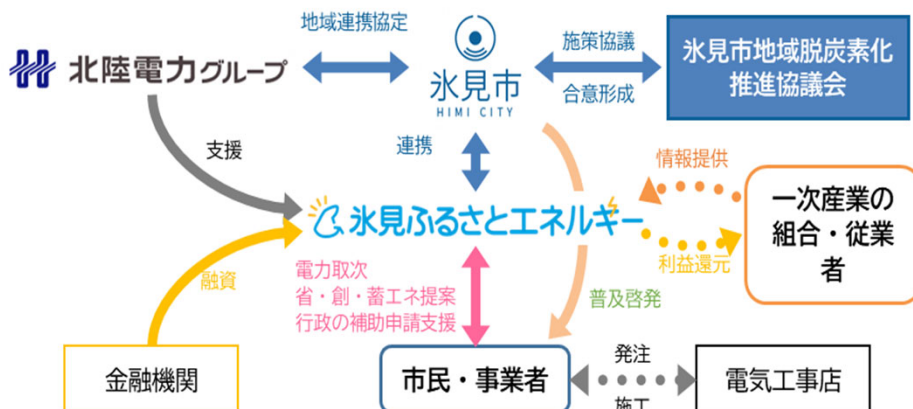 地域連携協定
北陸電力グループ
氷見市
HIMI CITY
施策協議
合意形成
氷見市地域脱炭素化
推進協議会
支援
連携
情報提供
一次産業の
組合・従業
者
氷見ふるさとエネルギー
利益還元
融資
電力取次
省・創・蓄エネ提案
行政の補助申請支援
普及啓発
金融機関
市民・事業者
発注
施工
電気工事店